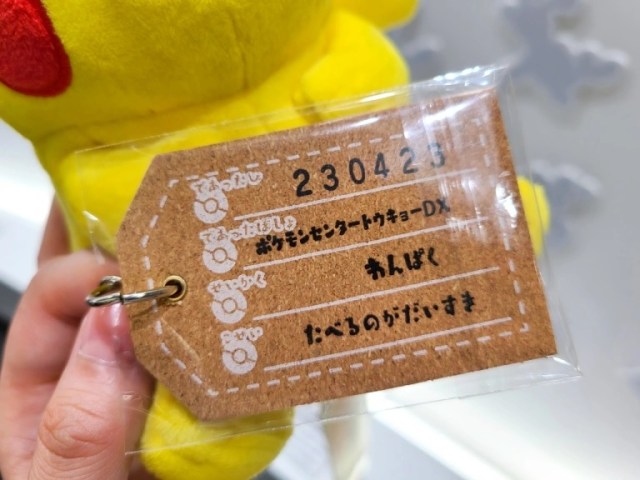 であったひ 230423
であったばしょ ポケモンセンタートウキョーDX
せいかく わんぱく
こせい たべるのがだいすき